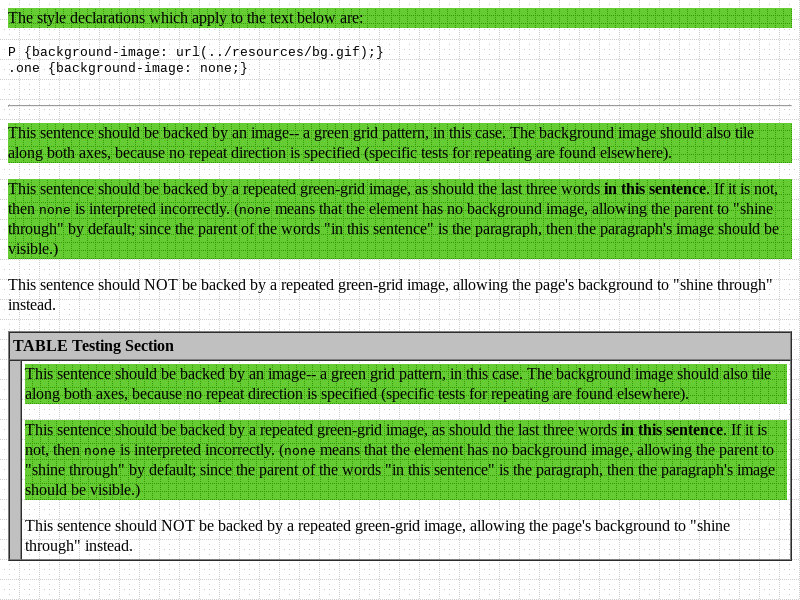 The style declarations which apply to the text below are:
P {background-image: url(../resources/bg.gif);}
.one {background-image: none;}
This sentence should be backed by an image-- a green grid pattern, in this case. The background image should also tile
along both axes, because no repeat direction is specified (specific tests for repeating are found elsewhere).
This sentence should be backed by a repeated green-grid image, as should the last three words in this sentence. If it is not,
then none is interpreted incorrectly. (none means that the element has no background image, allowing the parent to "shine
through" by default; since the parent of the words "in this sentence" is the paragraph, then the paragraph's image should be
visible.)
This sentence should NOT be backed by a repeated green-grid image, allowing the page's background to "shine through"
instead.
TABLE Testing Section
This sentence should be backed by an image-- a green grid pattern, in this case. The background image should also tile
along both axes, because no repeat direction is specified (specific tests for repeating are found elsewhere).
This sentence should be backed by a repeated green-grid image, as should the last three words in this sentence. If it is
not, then none is interpreted incorrectly. (none means that the element has no background image, allowing the parent to
"shine through" by default; since the parent of the words "in this sentence" is the paragraph, then the paragraph's image
should be visible.)
This sentence should NOT be backed by a repeated green-grid image, allowing the page's background to "shine
through" instead.